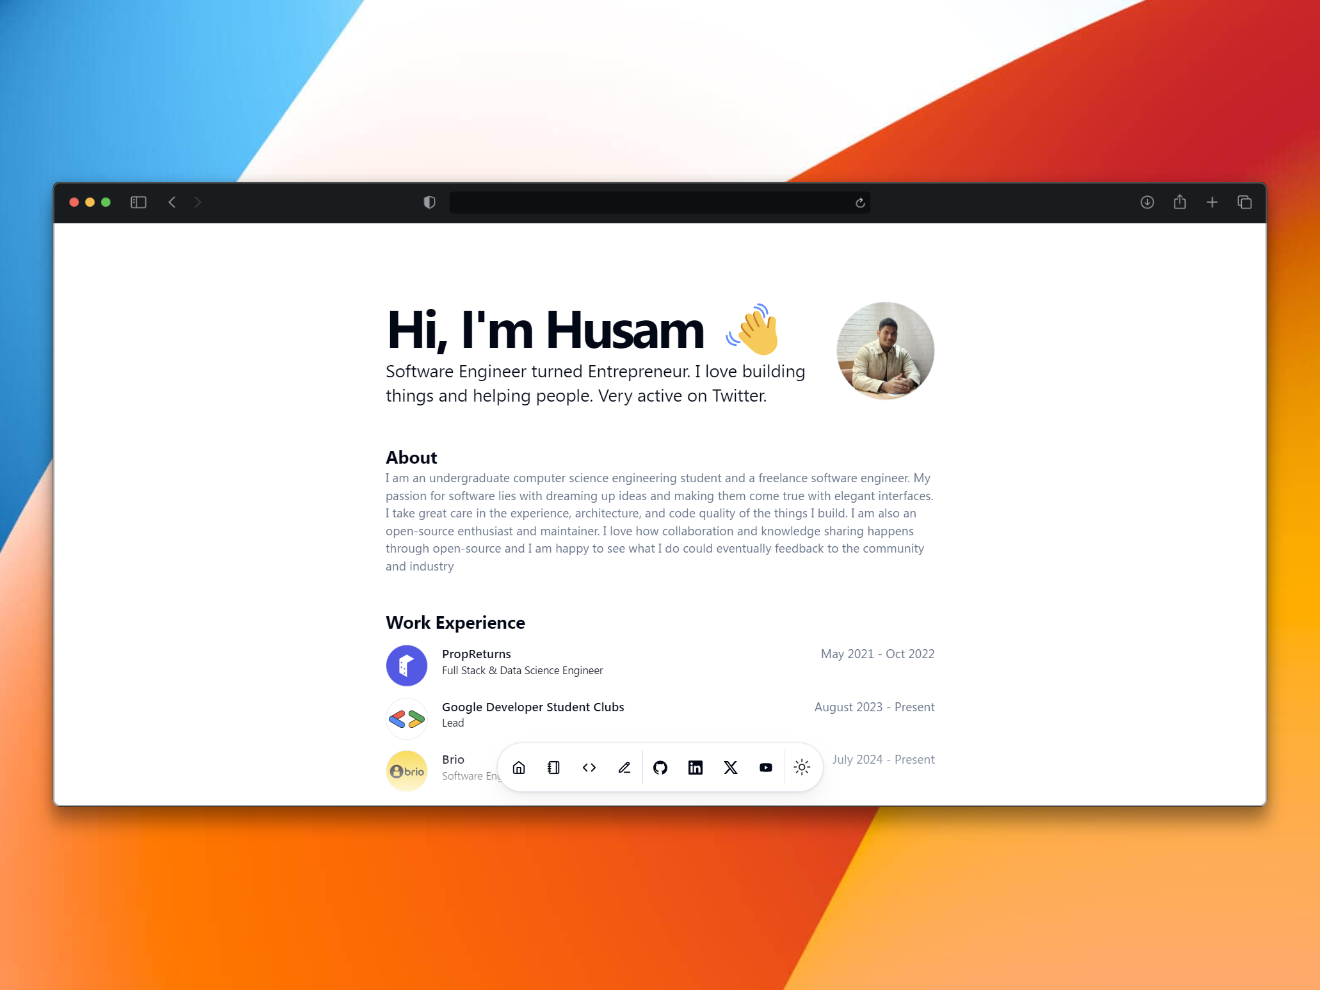 Hi, I'm Husam
Software Engineer turned Entrepreneur. I love building
things and helping people. Very active on Twitter.
About
I am an undergraduate computer science engineering student and a freelance software engineer. My
passion for software lies with dreaming up ideas and making them come true with elegant interfaces.
I take great care in the experience, architecture, and code quality of the things I build. I am also an
open-source enthusiast and maintainer. I love how collaboration and knowledge sharing happens
through open-source and I am happy to see what I do could eventually feedback to the community
and industry
Work Experience
PropReturns
May 2021 - Oct 2022
Full Stack & Data Science Engineer
Google Developer Student Clubs
August 2023 - Present
Lead
brio
Brio
July 2024 - Present
Software